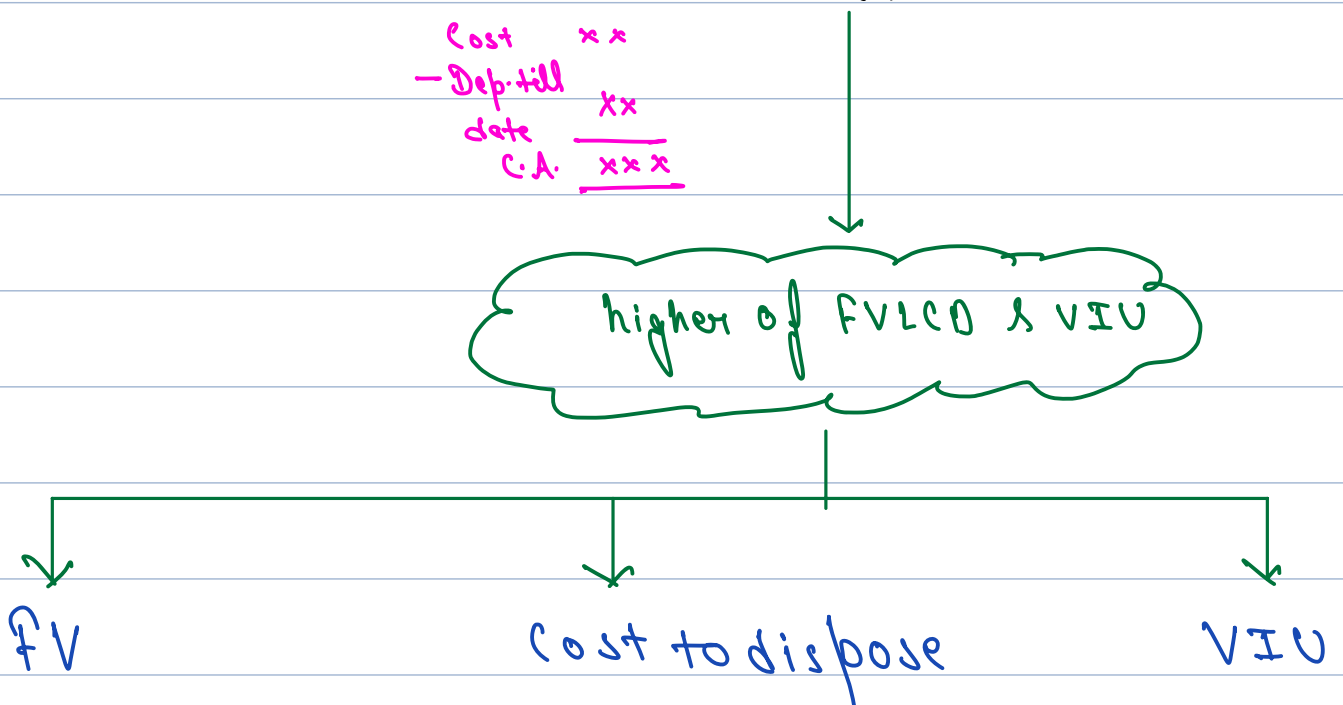 Cost xx
- Dep. till
xx
date
C.A. xxx
higher of FVLCD & VIU
FV Cost to dispose VIU